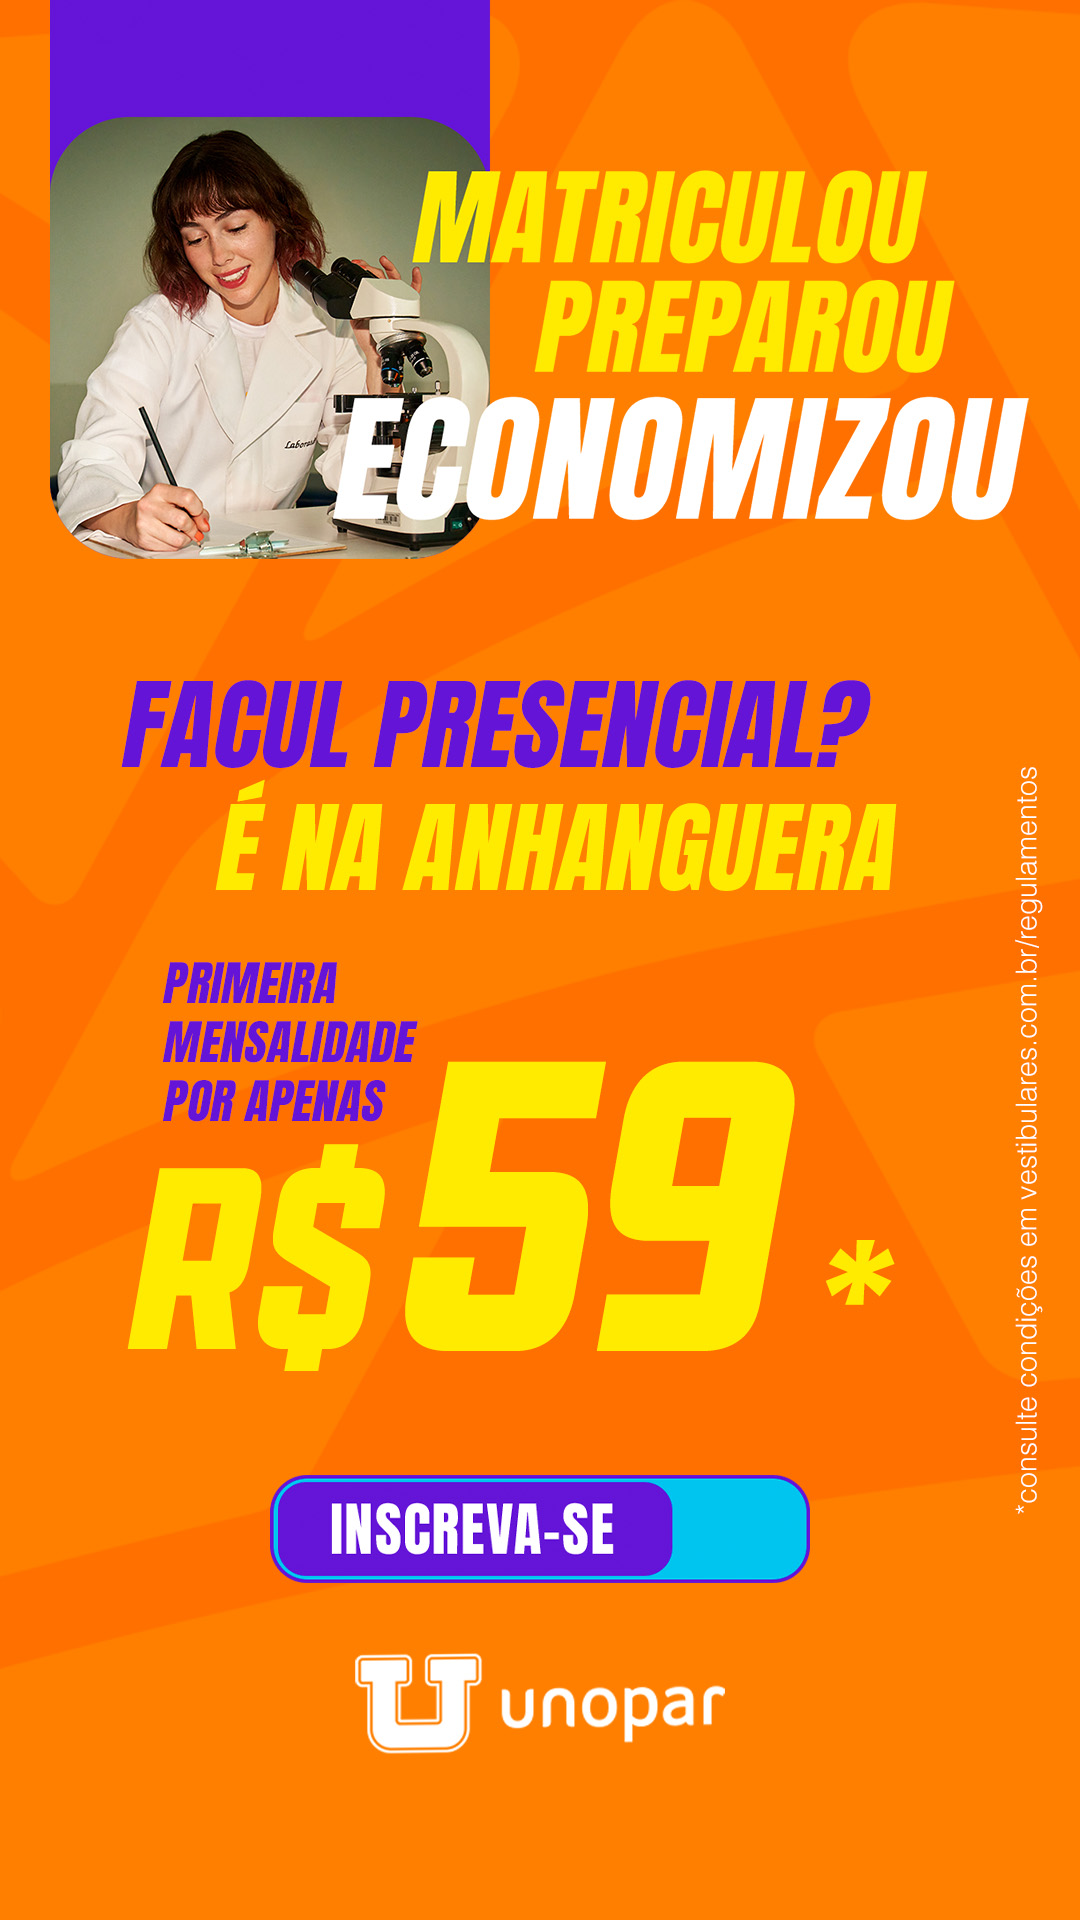 MATRICULOU
PREPAROU
ECONOMIZOU
FACUL PRESENCIAL?
É NA ANHANGUERA
PRIMEIRA
MENSALIDADE
POR APENAS
R$59*
*consulte condições em vestibulares.com.br/regulamentos
INSCREVA-SE
U unopar